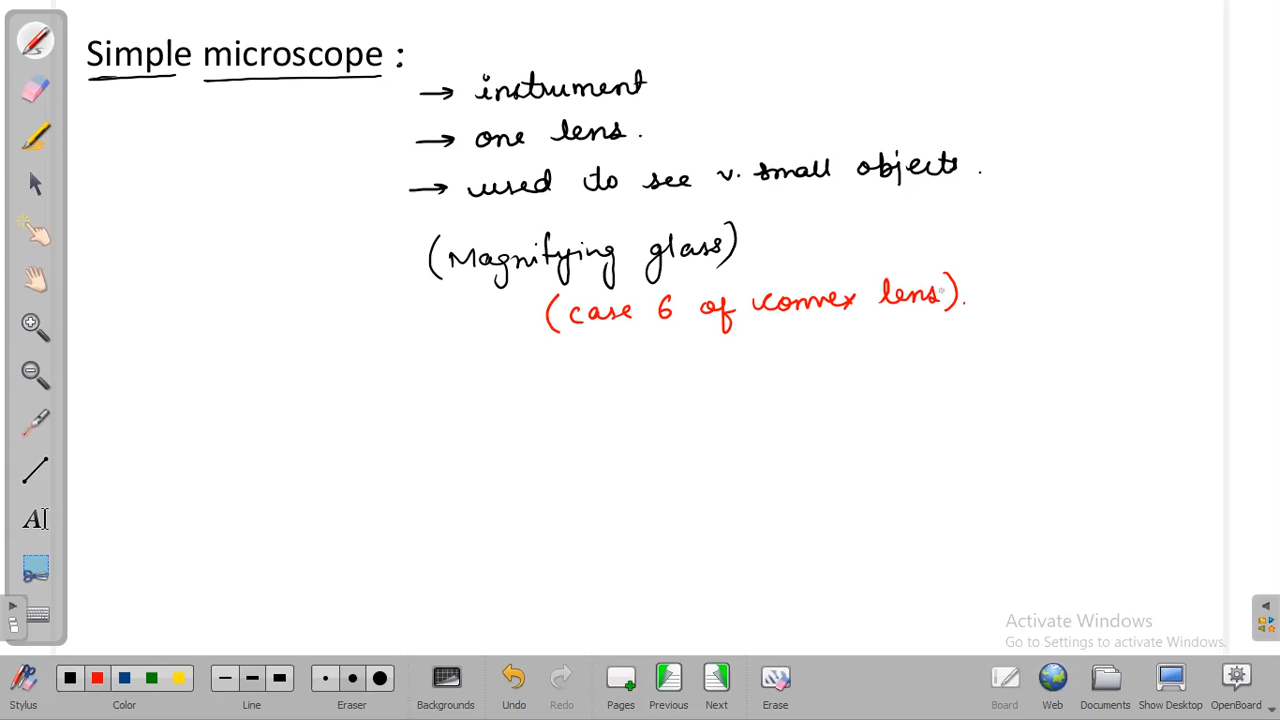 Simple microscope :
→ instrument
→ one lens.
→ used to see v. small objects.
(Magnifying glass)
(case 6 of convex lens).
Activate Windows
Go to Settings to activate Windows.
Stylus Color Line Eraser Backgrounds Undo Redo Pages Previous Next Erase Board Web Documents Show Desktop OpenBoard